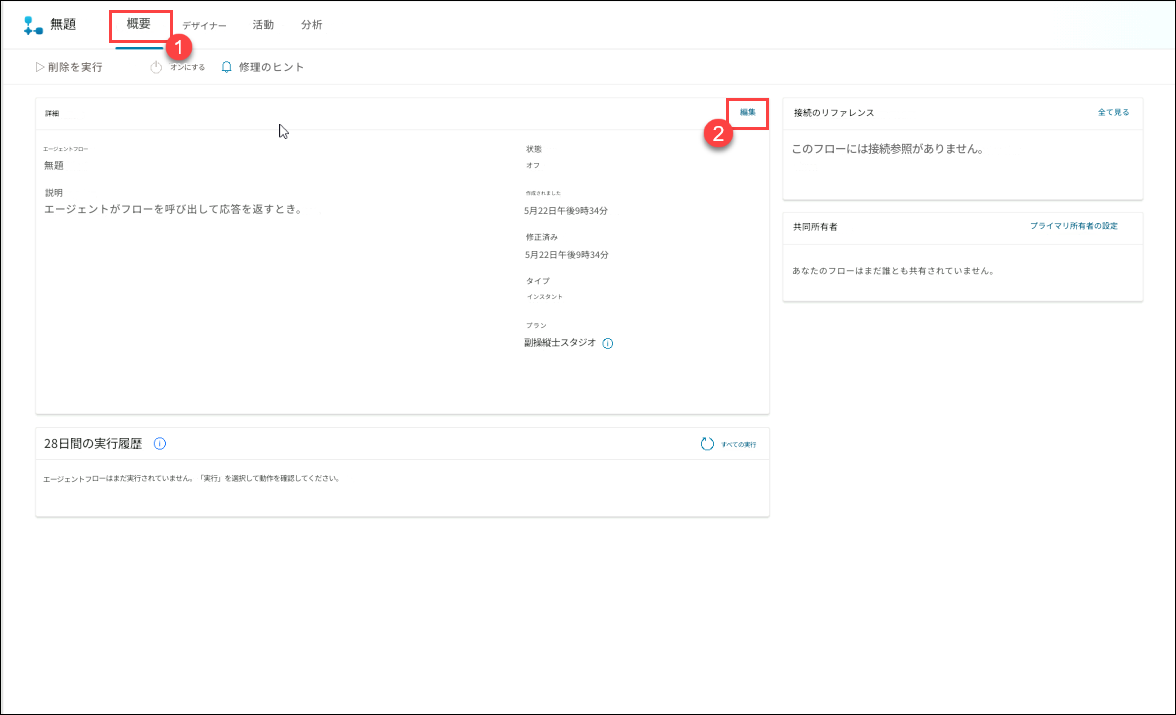 無題
概要
デザイナー
活動
分析
1
削除を実行
オンにする
修理のヒント
詳細
編集
2
エージェントフロー
無題
説明
エージェントがフローを呼び出して応答を返すとき。
状態
オフ
作成されました
5月22日午後9時34分
修正済み
5月22日午後9時34分
タイプ
インスタント
プラン
副操縦士スタジオ
接続のリファレンス
全て見る
このフローには接続参照がありません。
共同所有者
プライマリ所有者の設定
あなたのフローはまだ誰とも共有されていません。
28日間の実行履歴
すべての実行
エージェントフローはまだ実行されていません。「実行」を選択して動作を確認してください。